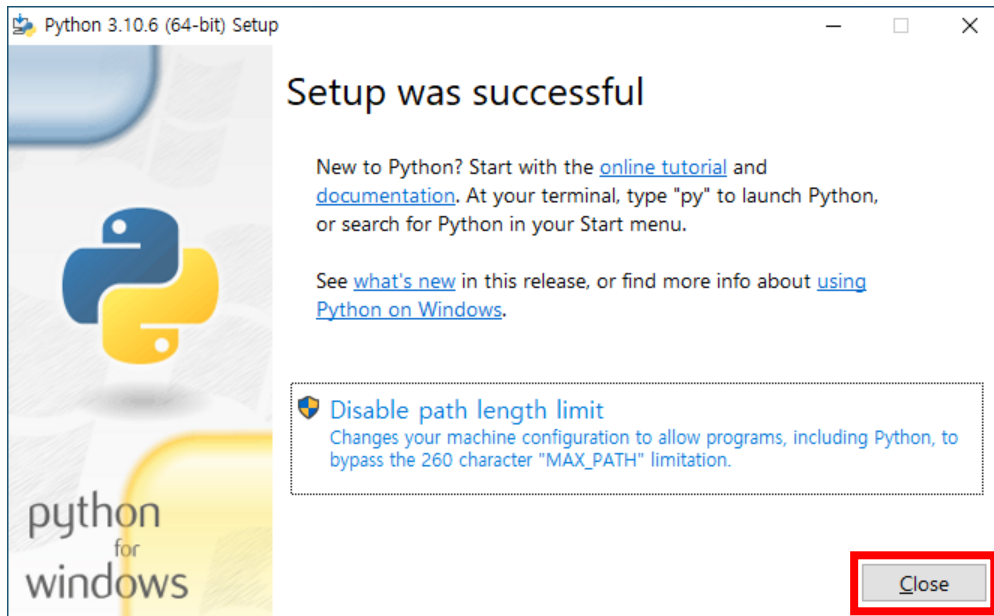 Python 3.10.6 (64-bit) Setup
Setup was successful
New to Python? Start with the online tutorial and
documentation. At your terminal, type "py" to launch Python,
or search for Python in your Start menu.
See what's new in this release, or find more info about using
Python on Windows.
Disable path length limit
Changes your machine configuration to allow programs, including Python, to
bypass the 260 character "MAX_PATH" limitation.
python
for
windows
Close